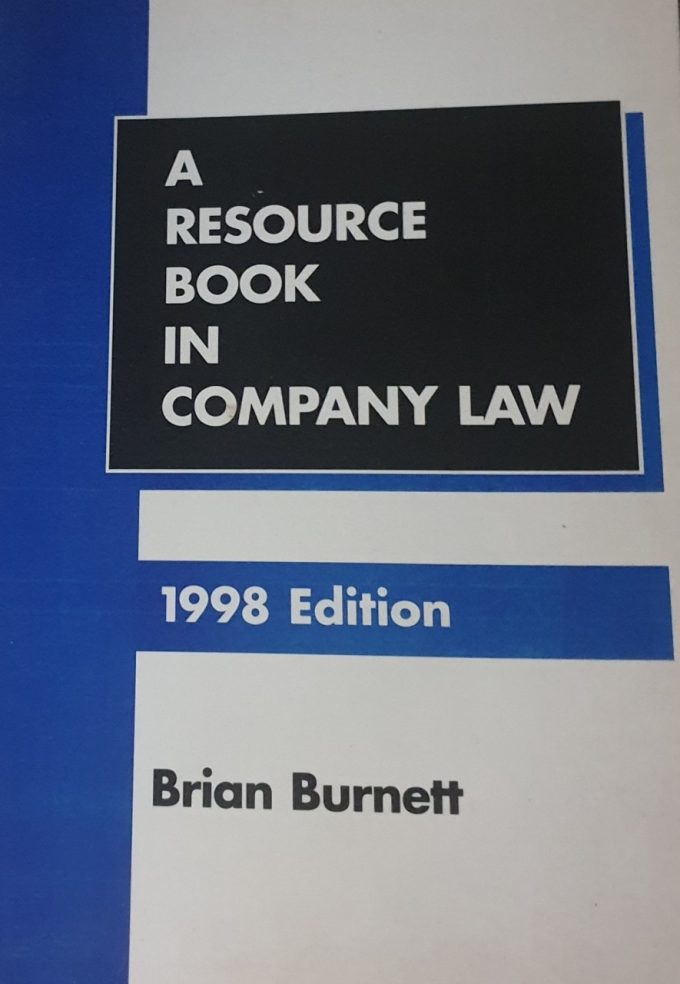 A
RESOURCE
BOOK
IN
COMPANY LAW
1998 Edition
Brian Burnett